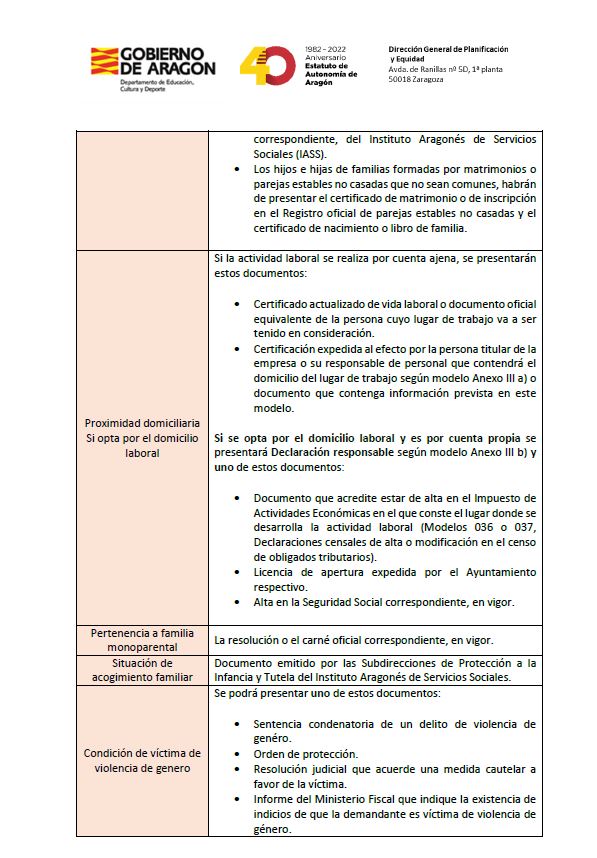 GOBIERNO
DE ARAGON
Departamento de Educación,
Cultura y Deporte
40
1982 - 2022
Aniversario
Estatuto de
Autonomía de
Aragón
Dirección General de Planificación
y Equidad
Avda. de Ranillas nº 5D, 1ª planta
50018 Zaragoza
correspondiente, del Instituto Aragonés de Servicios
Sociales (IASS).
• Los hijos e hijas de familias formadas por matrimonios o
parejas estables no casadas que no sean comunes, habrán
de presentar el certificado de matrimonio o de inscripción
en el Registro oficial de parejas estables no casadas y el
certificado de nacimiento o libro de familia.
Proximidad domiciliaria
Si opta por el domicilio
laboral
Si la actividad laboral se realiza por cuenta ajena, se presentarán
estos documentos:
• Certificado actualizado de vida laboral o documento oficial
equivalente de la persona cuyo lugar de trabajo va a ser
tenido en consideración.
• Certificación expedida al efecto por la persona titular de la
empresa o su responsable de personal que contendrá el
domicilio del lugar de trabajo según modelo Anexo III a) o
documento que contenga información prevista en este
modelo.
Si se opta por el domicilio laboral y es por cuenta propia se
presentará Declaración responsable según modelo Anexo III b) y
uno de estos documentos:
• Documento que acredite estar de alta en el Impuesto de
Actividades Económicas en el que conste el lugar donde se
desarrolla la actividad laboral (Modelos 036 o 037,
Declaraciones censales de alta o modificación en el censo
de obligados tributarios).
• Licencia de apertura expedida por el Ayuntamiento
respectivo.
• Alta en la Seguridad Social correspondiente, en vigor.
Pertenencia a familia
monoparental
La resolución o el carné oficial correspondiente, en vigor.
Situación de
acogimiento familiar
Documento emitido por las Subdirecciones de Protección a la
Infancia y Tutela del Instituto Aragonés de Servicios Sociales.
Condición de víctima de
violencia de genero
Se podrá presentar uno de estos documentos:
• Sentencia condenatoria de un delito de violencia de
genéro.
• Orden de protección.
• Resolución judicial que acuerde una medida cautelar a
favor de la víctima.
• Informe del Ministerio Fiscal que indique la existencia de
indicios de que la demandante es víctima de violencia de
género.